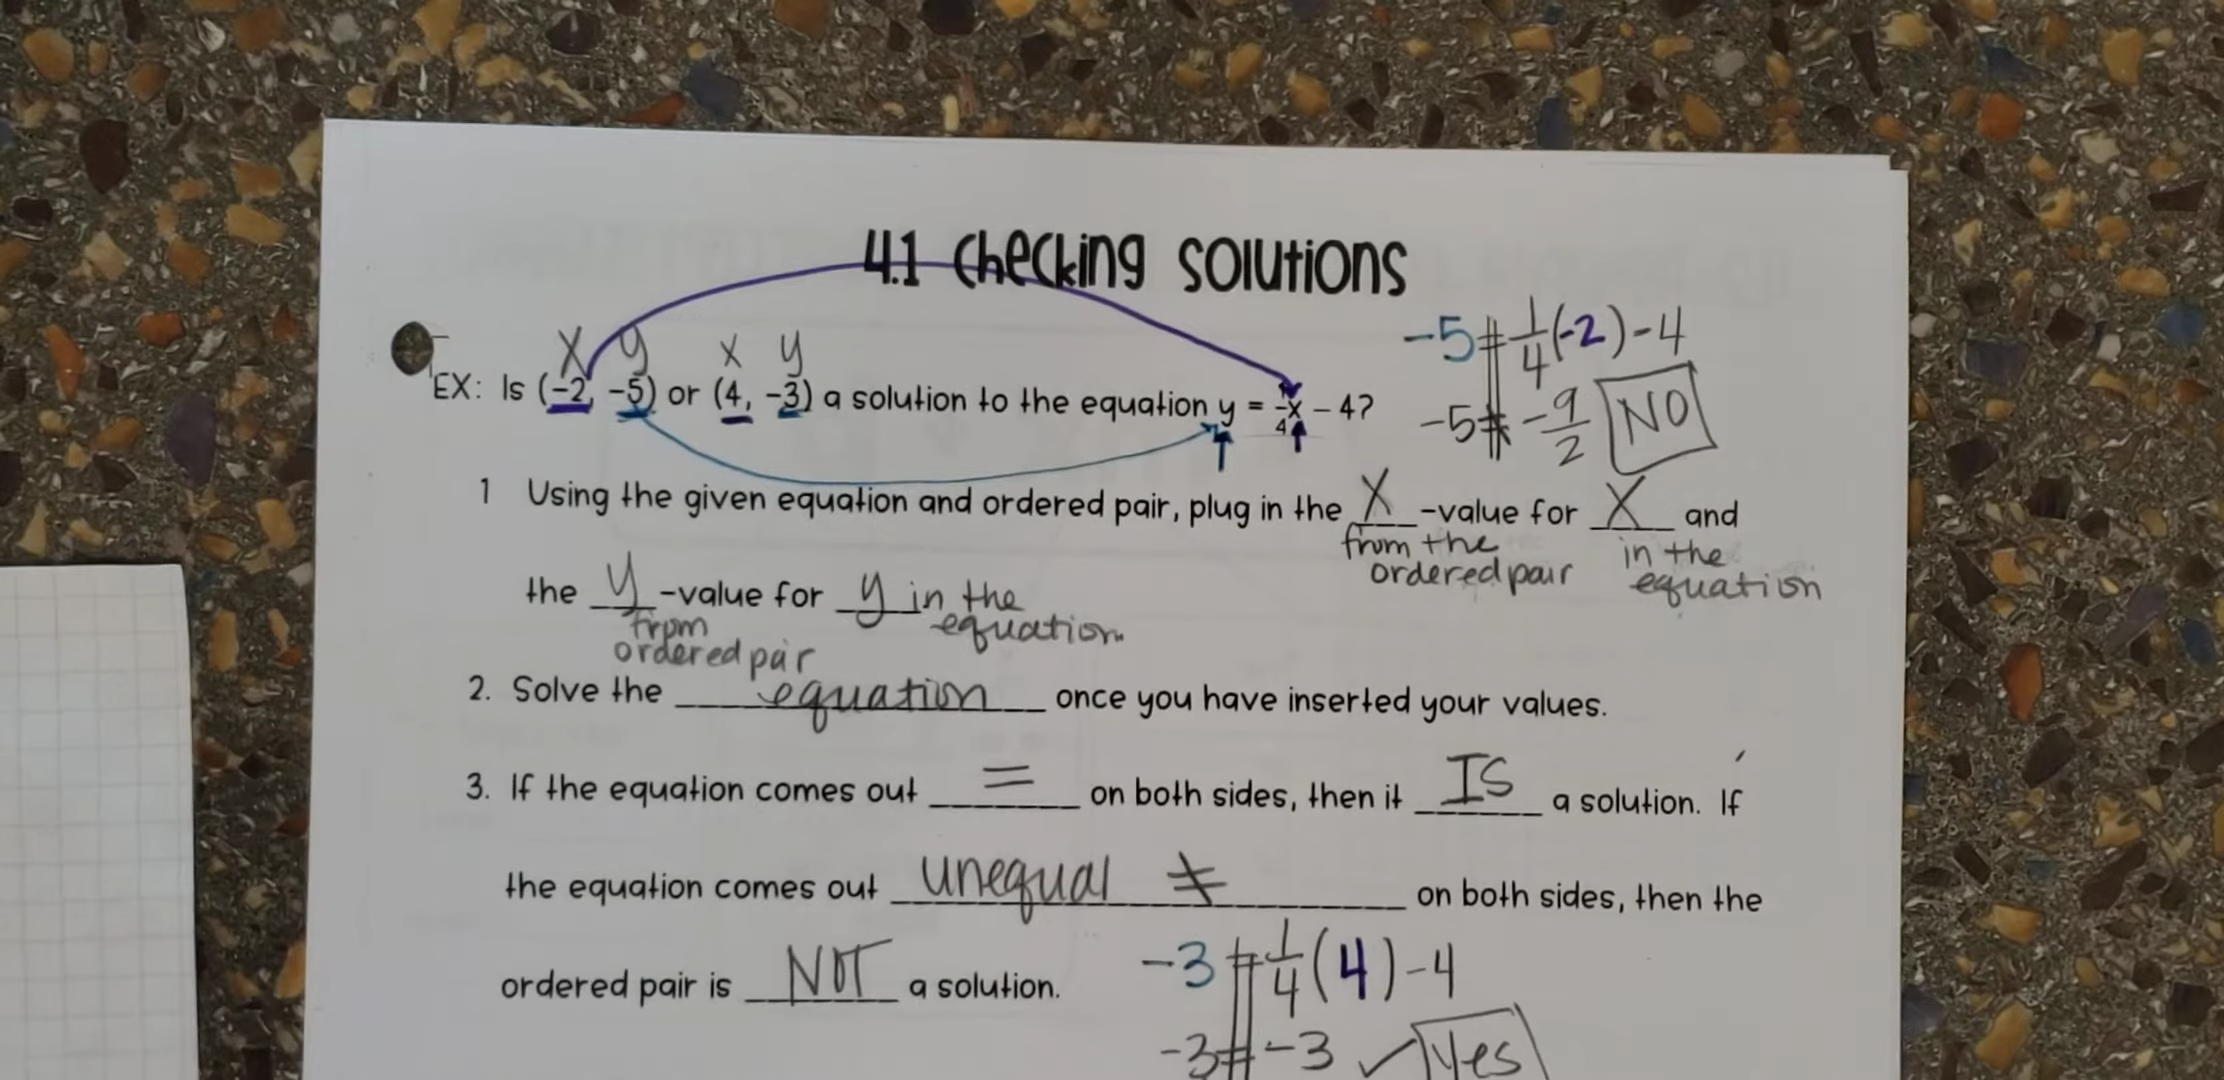 4.1 Checking Solutions
X y X y
EX: Is (-2, -5) or (4, -3) a solution to the equation y = 1/4 x - 4?
-5 = 1/4(-2)-4
-5 ≠ -9/2 NO
1 Using the given equation and ordered pair, plug in the X -value for X and
from the ordered pair in the equation
the y -value for y in the equation
from ordered pair
2. Solve the equation once you have inserted your values.
3. If the equation comes out = on both sides, then it IS a solution. If
the equation comes out unequal ≠ on both sides, then the
ordered pair is NOT a solution.
-3 = 1/4(4)-4
-3 = -3 ✓ Yes